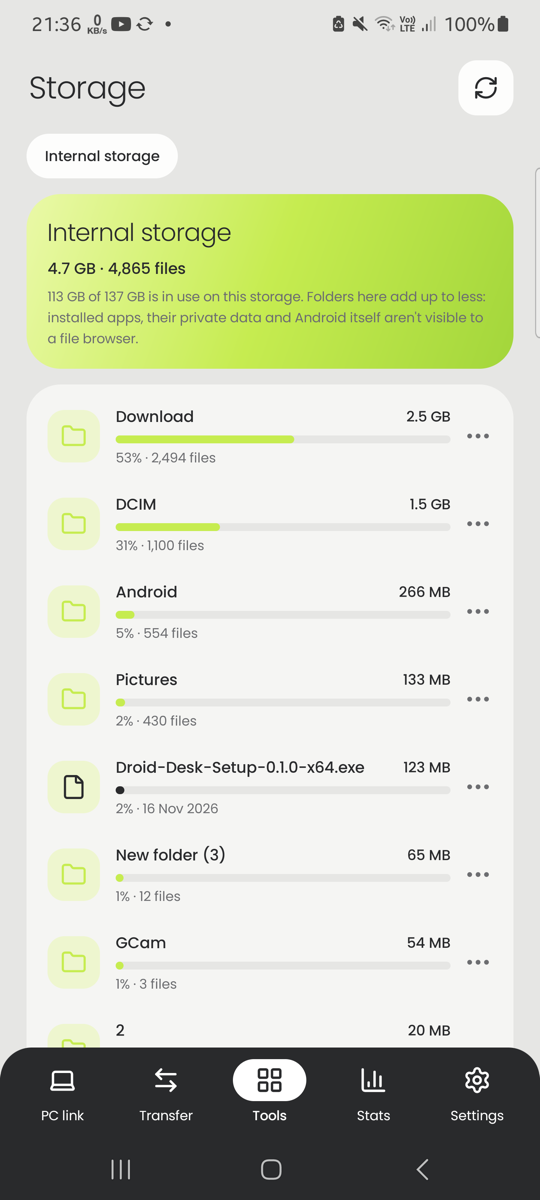 21:36 0 KB/s Vo)) LTE 100%
Storage
Internal storage
Internal storage
4.7 GB · 4,865 files
113 GB of 137 GB is in use on this storage. Folders here add up to less:
installed apps, their private data and Android itself aren't visible to
a file browser.
Download 2.5 GB
53% · 2,494 files
DCIM 1.5 GB
31% · 1,100 files
Android 266 MB
5% · 554 files
Pictures 133 MB
2% · 430 files
Droid-Desk-Setup-0.1.0-x64.exe 123 MB
2% · 16 Nov 2026
New folder (3) 65 MB
1% · 12 files
GCam 54 MB
1% · 3 files
2 20 MB
PC link Transfer Tools Stats Settings